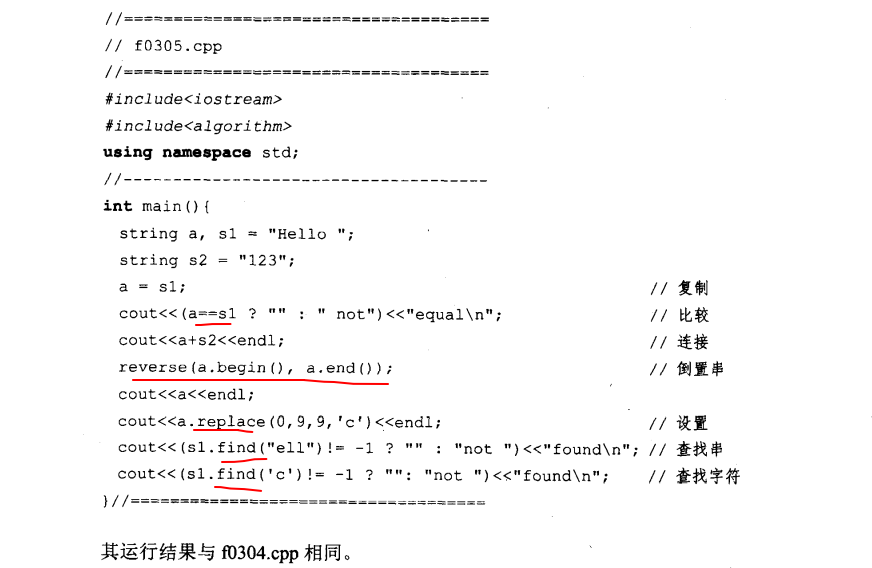 //=====================================
// f0305.cpp
//=====================================
#include<iostream>
#include<algorithm>
using namespace std;
//-------------------------------------
int main(){
  string a, s1 = "Hello ";
  string s2 = "123";
  a = s1; // 复制
  cout<<(a==s1 ? "" : " not")<<"equal\n"; // 比较
  cout<<a+s2<<endl; // 连接
  reverse(a.begin(), a.end()); // 倒置串
  cout<<a<<endl;
  cout<<a.replace(0,9,9,'c')<<endl; // 设置
  cout<<(s1.find("ell")!= -1 ? "" : "not ")<<"found\n"; // 查找串
  cout<<(s1.find('c')!= -1 ? "": "not ")<<"found\n"; // 查找字符
}//====================================
其运行结果与 f0304.cpp 相同。